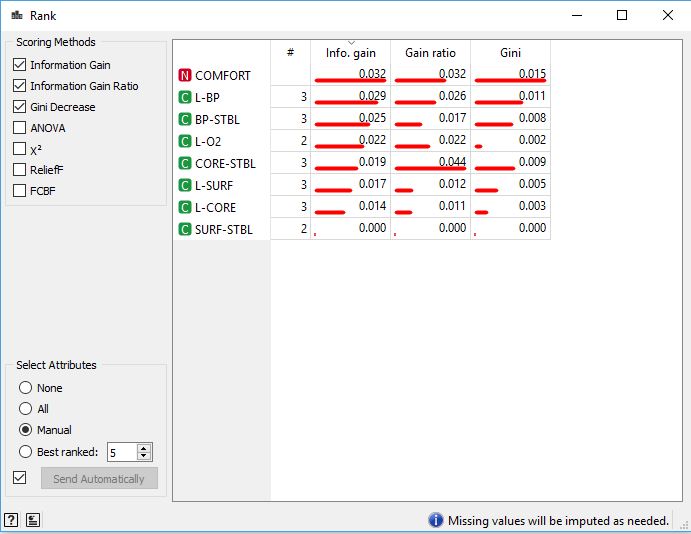 Rank
Scoring Methods
Information Gain
Information Gain Ratio
Gini Decrease
ANOVA
X²
ReliefF
FCBF
# Info. gain Gain ratio Gini
N COMFORT 0.032 0.032 0.015
C L-BP 3 0.029 0.026 0.011
C BP-STBL 3 0.025 0.017 0.008
C L-O2 2 0.022 0.022 0.002
C CORE-STBL 3 0.019 0.044 0.009
C L-SURF 3 0.017 0.012 0.005
C L-CORE 3 0.014 0.011 0.003
C SURF-STBL 2 0.000 0.000 0.000
Select Attributes
None
All
Manual
Best ranked: 5
Send Automatically
? i Missing values will be imputed as needed.